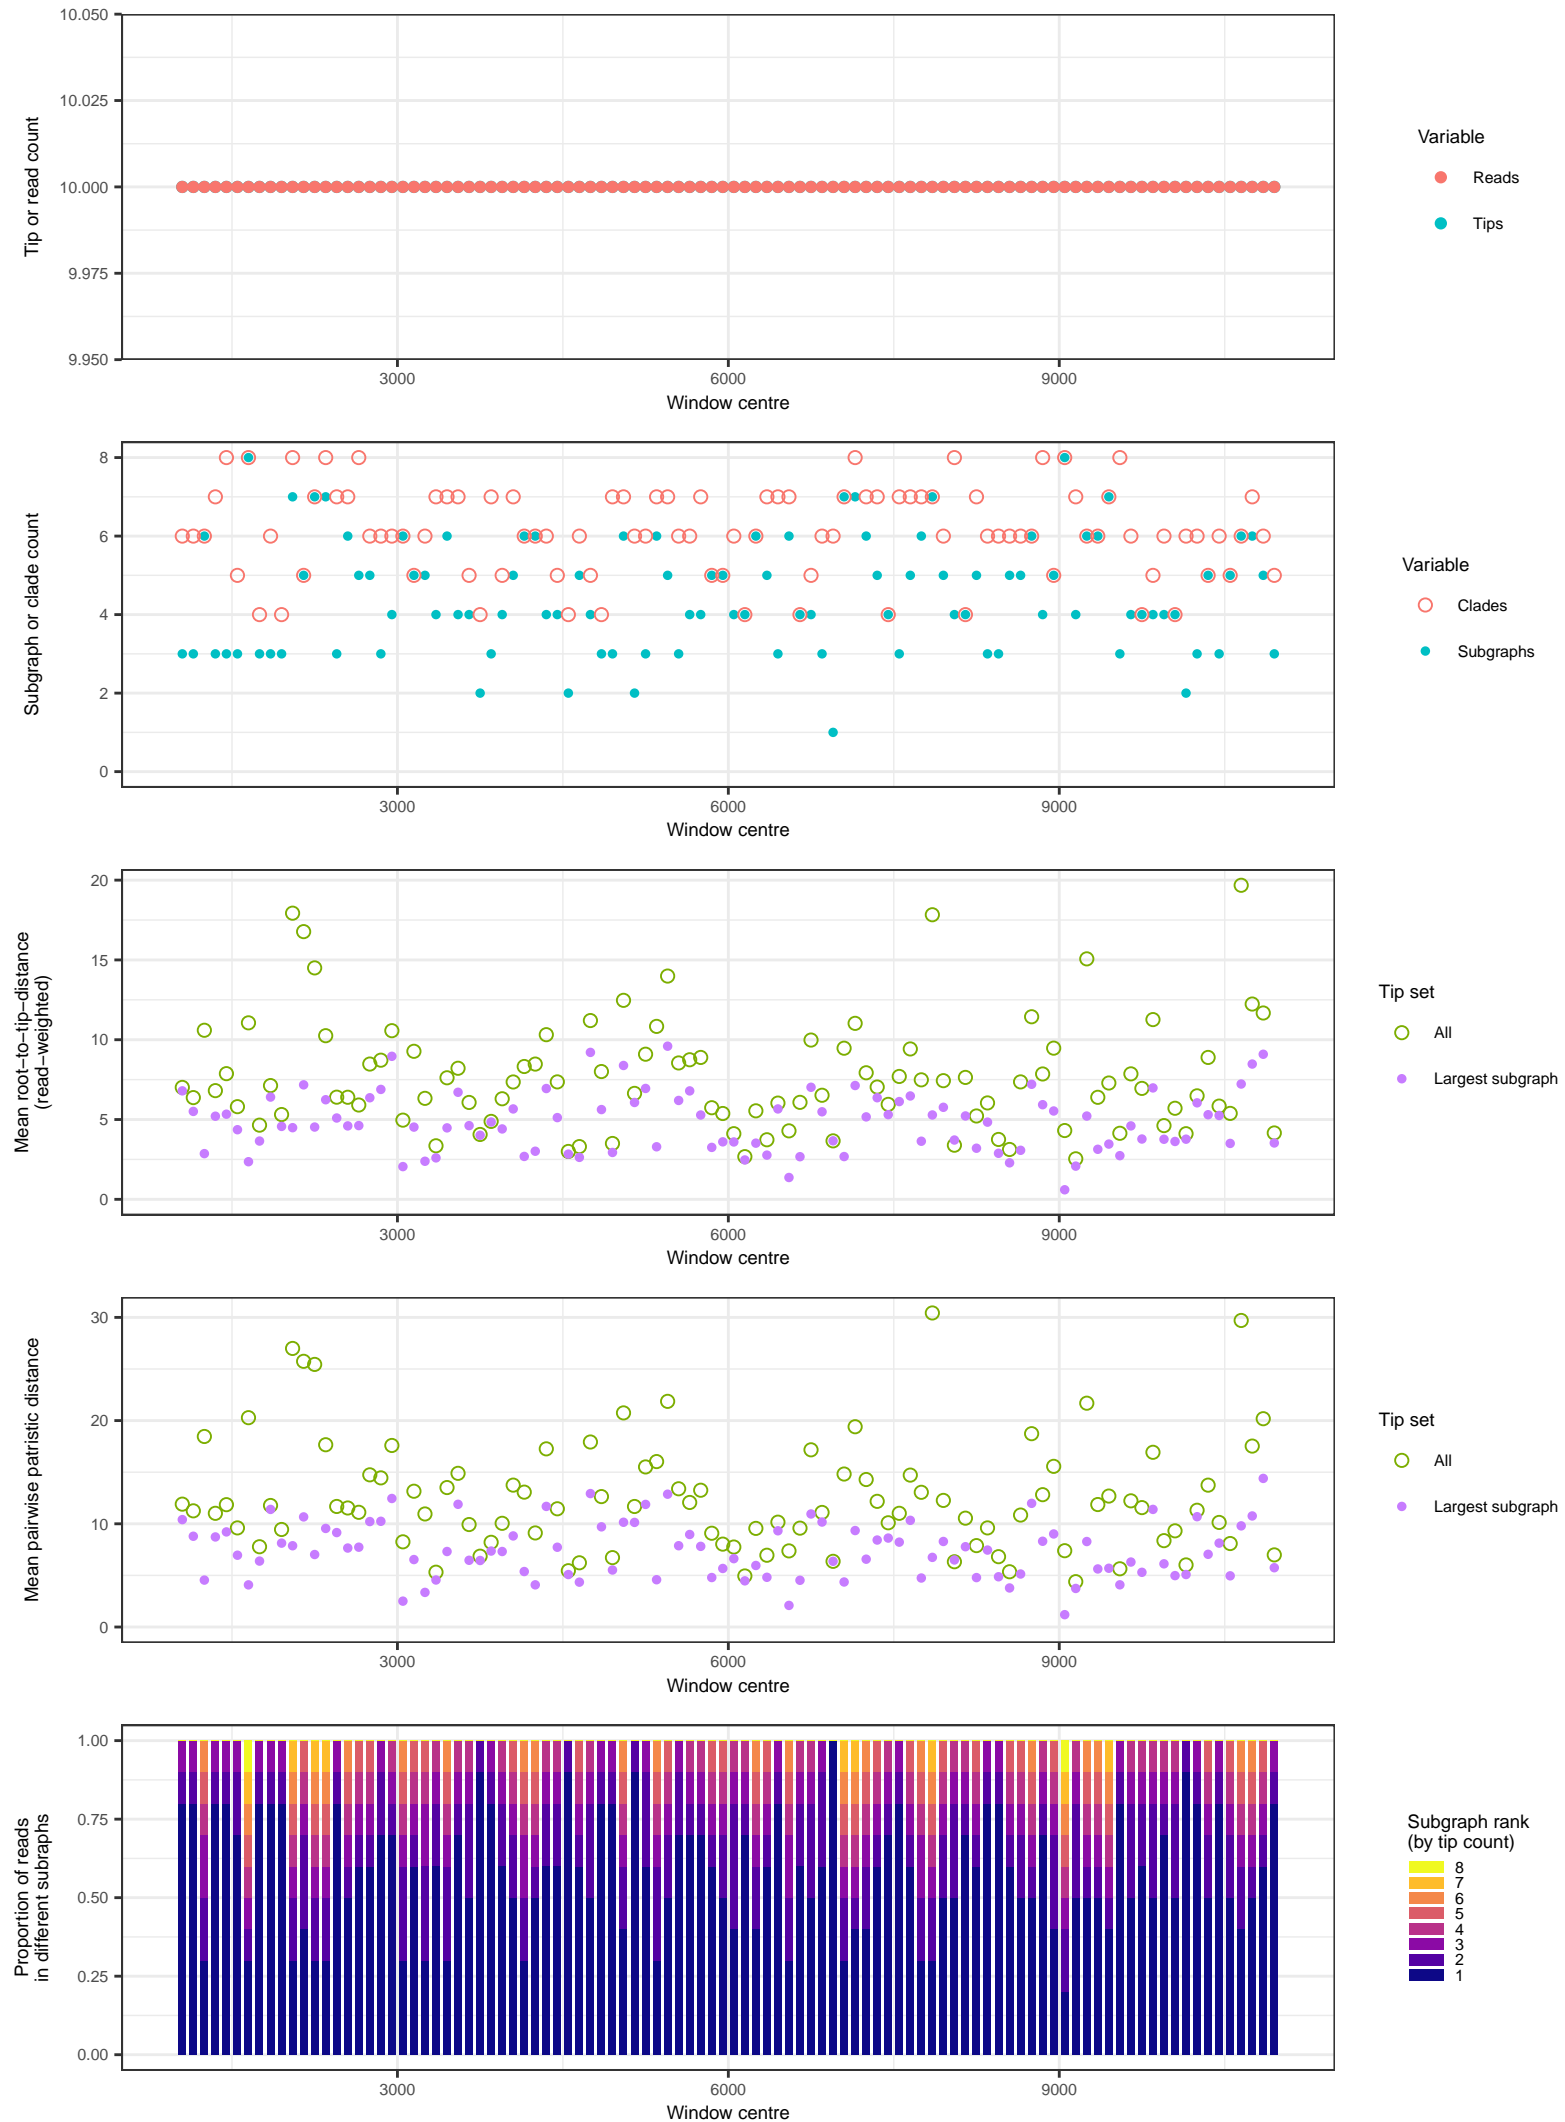 10.050
10.025
10.000
9.975
9.950
Tip or read count
3000 6000 9000
Window centre
Variable
Reads
Tips
8
6
4
2
0
Subgraph or clade count
3000 6000 9000
Window centre
Variable
Clades
Subgraphs
20
15
10
5
0
Mean root−to−tip−distance
(read−weighted)
3000 6000 9000
Window centre
Tip set
All
Largest subgraph
30
20
10
0
Mean pairwise patristic distance
3000 6000 9000
Window centre
Tip set
All
Largest subgraph
1.00
0.75
0.50
0.25
0.00
Proportion of reads
in different subraphs
3000 6000 9000
Window centre
Subgraph rank
(by tip count)
8
7
6
5
4
3
2
1